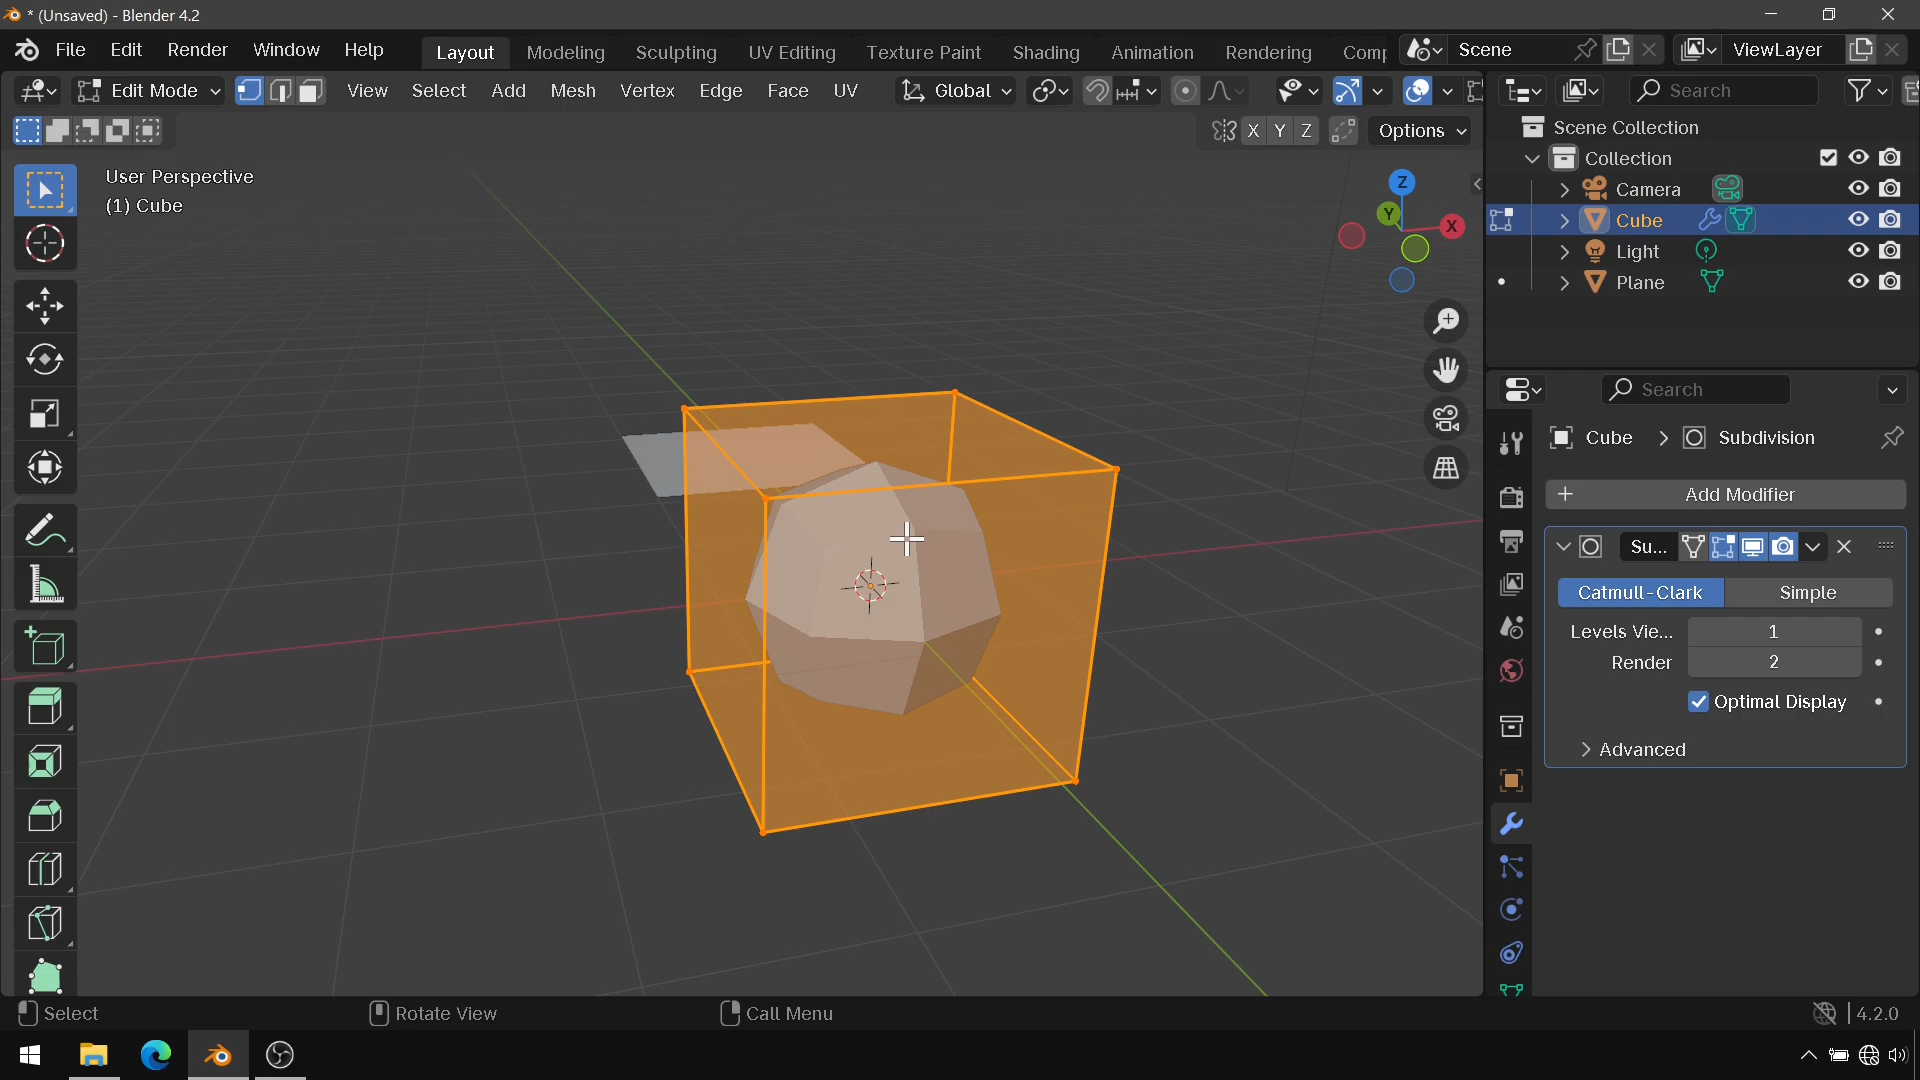 * (Unsaved) - Blender 4.2
File Edit Render Window Help
Layout Modeling Sculpting UV Editing Texture Paint Shading Animation Rendering Comp
Scene ViewLayer
Edit Mode View Select Add Mesh Vertex Edge Face UV Global
Search
X Y Z Options
User Perspective
(1) Cube
Z
Y
X
Scene Collection
Collection
Camera
Cube
Light
Plane
Search
Cube Subdivision
Add Modifier
Su...
Catmull-Clark Simple
Levels Vie... 1
Render 2
Optimal Display
Advanced
Select Rotate View Call Menu
4.2.0